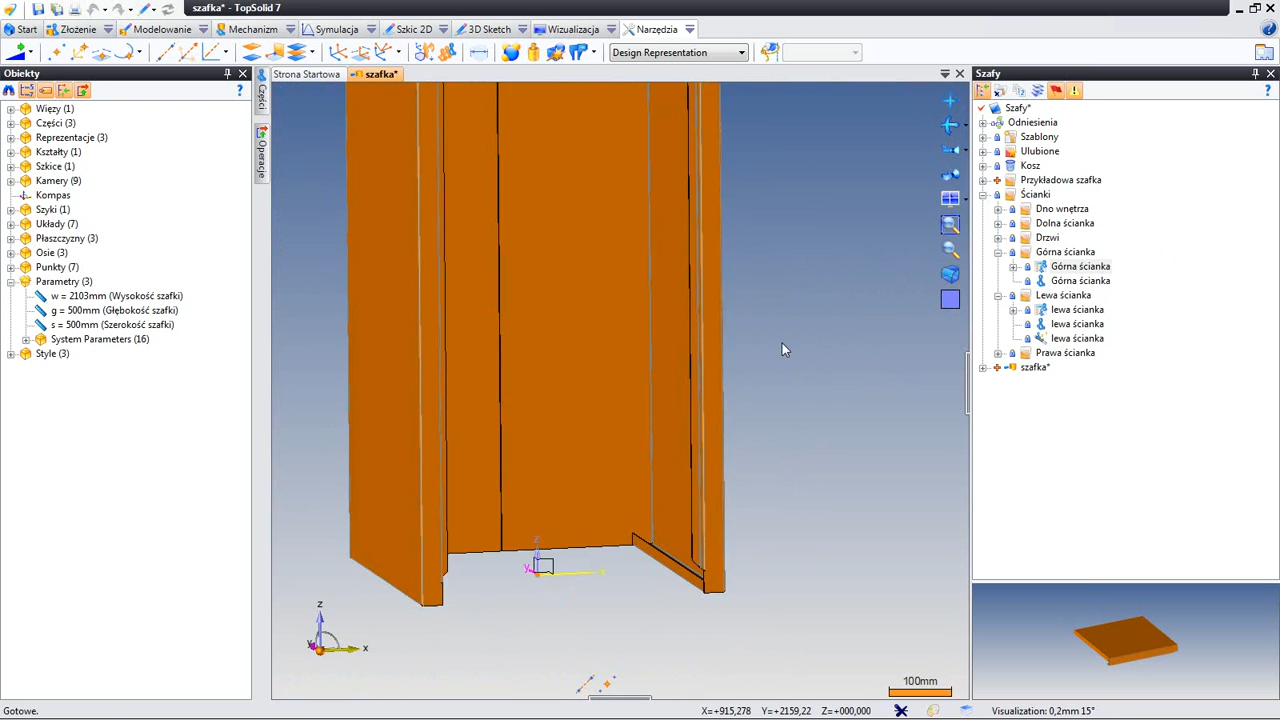 szafka* - TopSolid 7
Start
Złożenie
Modelowanie
Mechanizm
Symulacja
Szkic 2D
3D Sketch
Wizualizacja
Narzędzia
Design Representation
Obiekty
Strona Startowa
szafka*
Szafy
Części
Operacje
Więzy (1)
Części (3)
Reprezentacje (3)
Kształty (1)
Szkice (1)
Kamery (9)
Kompas
Szyki (1)
Układy (7)
Płaszczyzny (3)
Osie (3)
Punkty (7)
Parametry (3)
w = 2103mm (Wysokość szafki)
g = 500mm (Głębokość szafki)
s = 500mm (Szerokość szafki)
System Parameters (16)
Style (3)
z
y
x
z
y
x
100mm
Szafy*
Odniesienia
Szablony
Ulubione
Kosz
Przykładowa szafka
Ścianki
Dno wnętrza
Dolna ścianka
Drzwi
Górna ścianka
Górna ścianka
Górna ścianka
Lewa ścianka
lewa ścianka
lewa ścianka
lewa ścianka
Prawa ścianka
szafka*
Gotowe.
X=+915,278 Y=+2159,22 Z=+000,000
Visualization: 0,2mm 15°